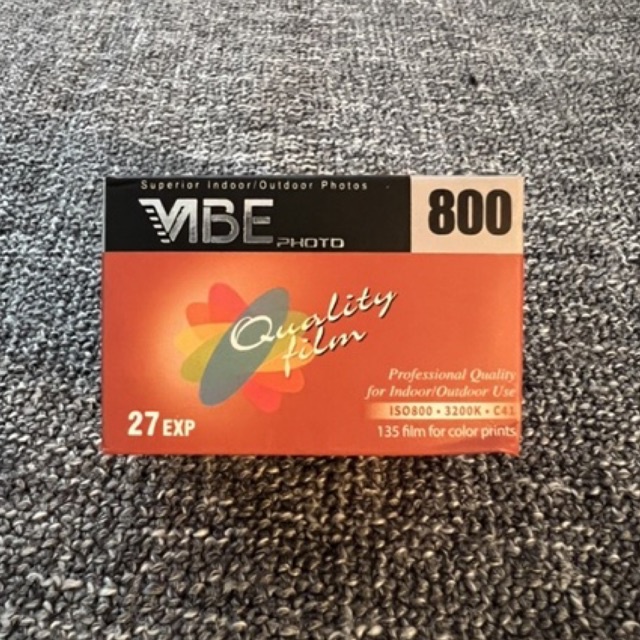 Superior Indoor/Outdoor Photos
VIBE PHOTO
800
Quality
film
Professional Quality
for Indoor/Outdoor Use
ISO800 • 3200K • C41
27 EXP
135 film for color prints